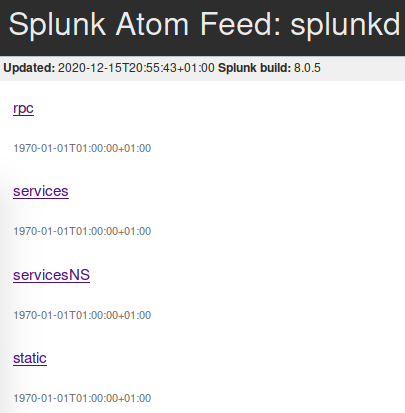 Splunk Atom Feed: splunkd
Updated: 2020-12-15T20:55:43+01:00 Splunk build: 8.0.5
rpc
1970-01-01T01:00:00+01:00
services
1970-01-01T01:00:00+01:00
servicesNS
1970-01-01T01:00:00+01:00
static
1970-01-01T01:00:00+01:00